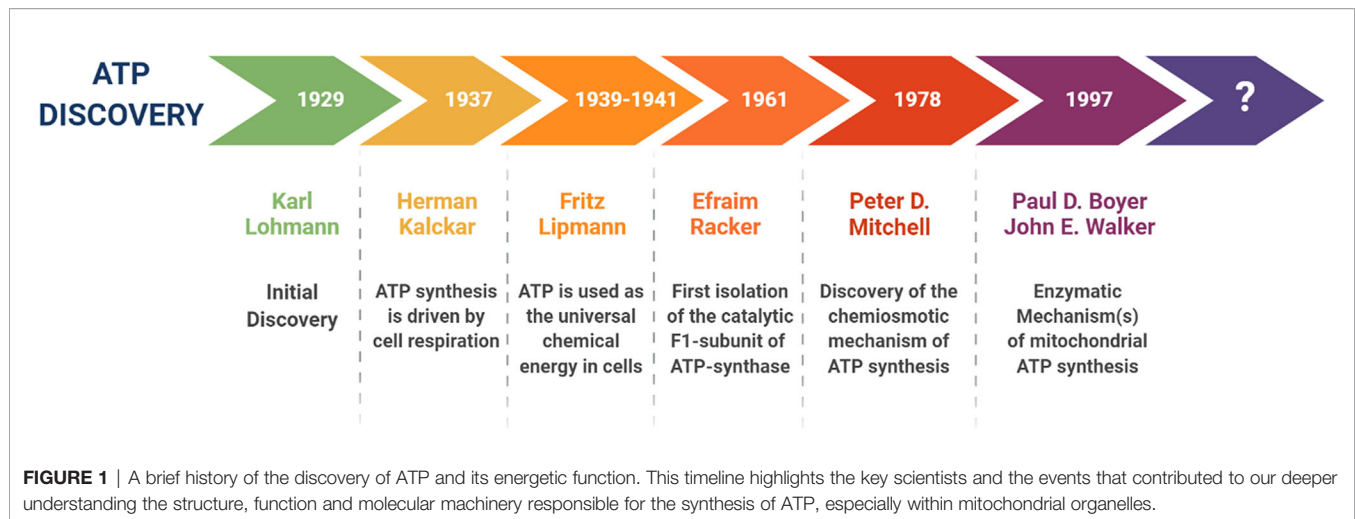 ATP
DISCOVERY
1929
1937
1939-1941
1961
1978
1997
?
Karl
Lohmann
Initial
Discovery
Herman
Kalckar
ATP synthesis
is driven by
cell respiration
Fritz
Lipmann
ATP is used as
the universal
chemical
energy in cells
Efraim
Racker
First isolation
of the catalytic
F1-subunit of
ATP-synthase
Peter D.
Mitchell
Discovery of the
chemiosmotic
mechanism of
ATP synthesis
Paul D. Boyer
John E. Walker
Enzymatic
Mechanism(s)
of mitochondrial
ATP synthesis
FIGURE 1 | A brief history of the discovery of ATP and its energetic function. This timeline highlights the key scientists and the events that contributed to our deeper
understanding the structure, function and molecular machinery responsible for the synthesis of ATP, especially within mitochondrial organelles.